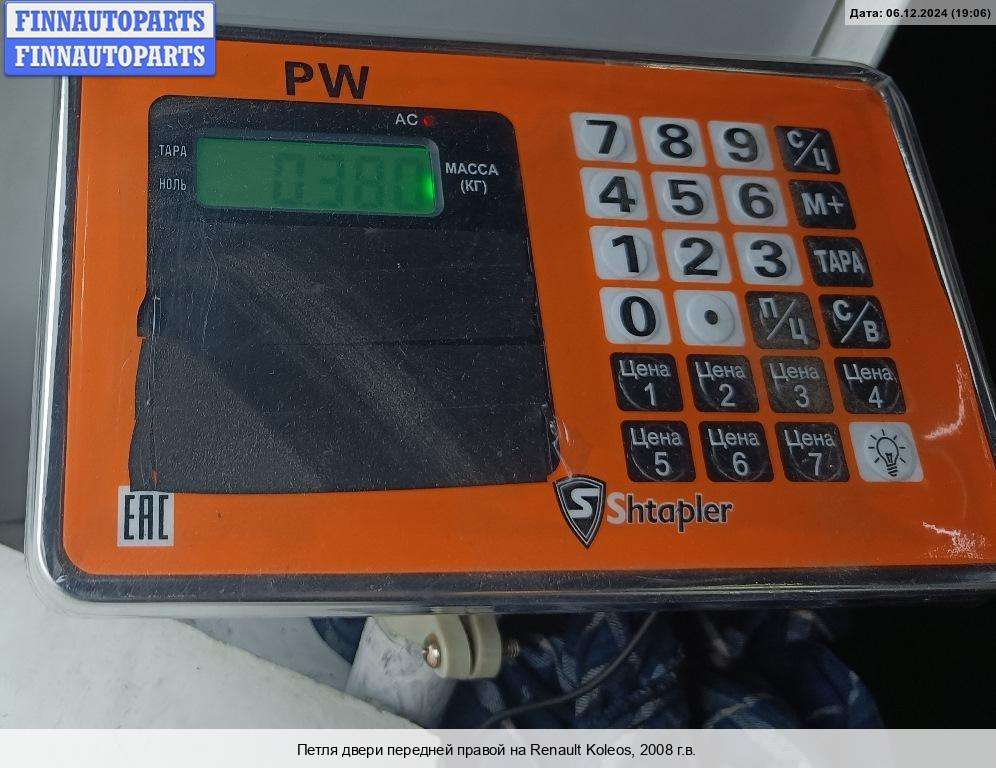 FINNAUTOPARTS
FINNAUTOPARTS
Дата: 06.12.2024 (19:06)
PW
AC
ТАРА
НОЛЬ
МАССА
(КГ)
7 8 9 С/Ц
4 5 6 М+
1 2 3 ТАРА
0 . П/Ц С/В
Цена 1 Цена 2 Цена 3 Цена 4
Цена 5 Цена 6 Цена 7
EAC
S Shtapler
Петля двери передней правой на Renault Koleos, 2008 г.в.